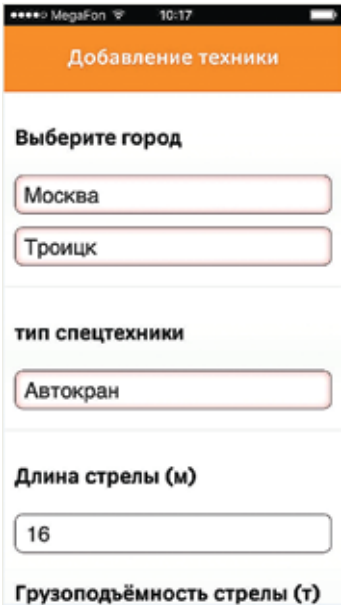 MegaFon 10:17
Добавление техники
Выберите город
Москва
Троицк
тип спецтехники
Автокран
Длина стрелы (м)
16
Грузоподъёмность стрелы (т)